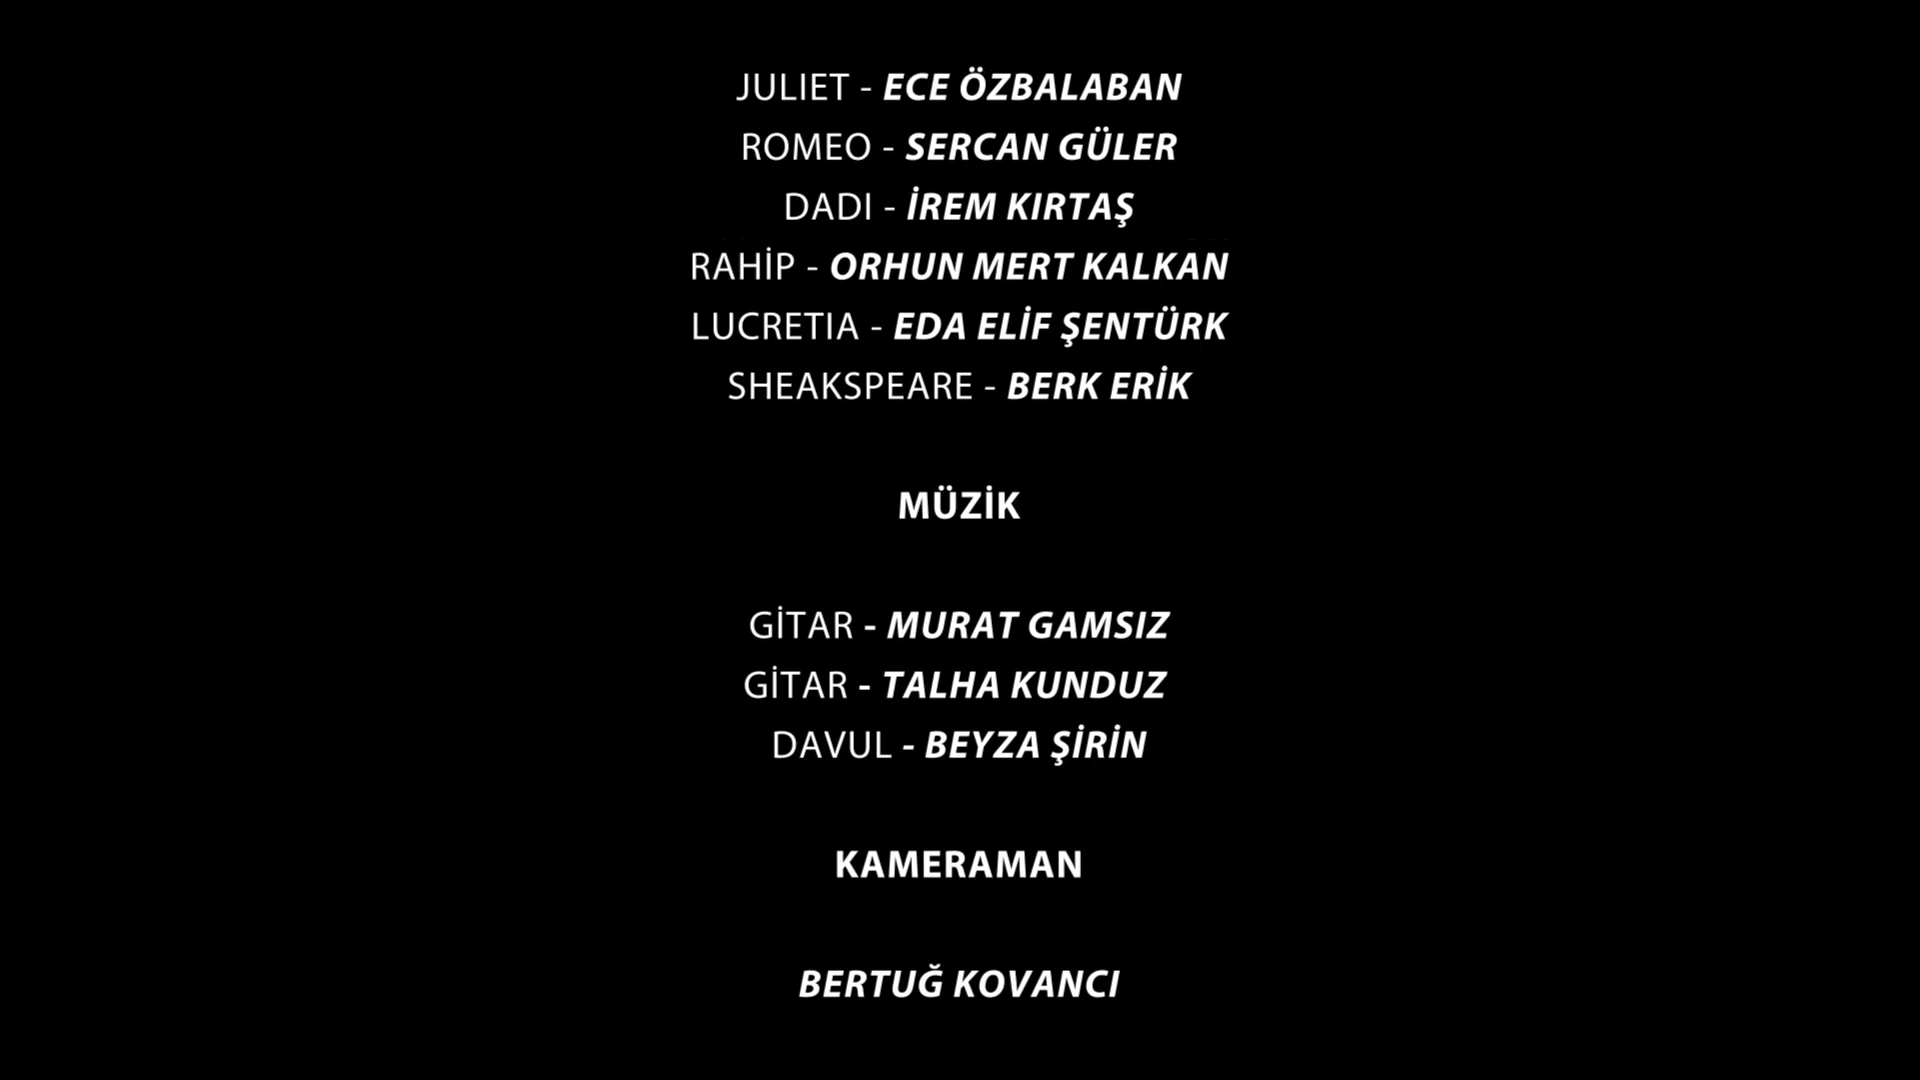 JULIET - ECE ÖZBALABAN
ROMEO - SERCAN GÜLER
DADI - İREM KIRTAŞ
RAHİP - ORHUN MERT KALKAN
LUCRETIA - EDA ELİF ŞENTÜRK
SHEAKSPEARE - BERK ERİK
MÜZİK
GİTAR - MURAT GAMSIZ
GİTAR - TALHA KUNDUZ
DAVUL - BEYZA ŞİRİN
KAMERAMAN
BERTUĞ KOVANCI